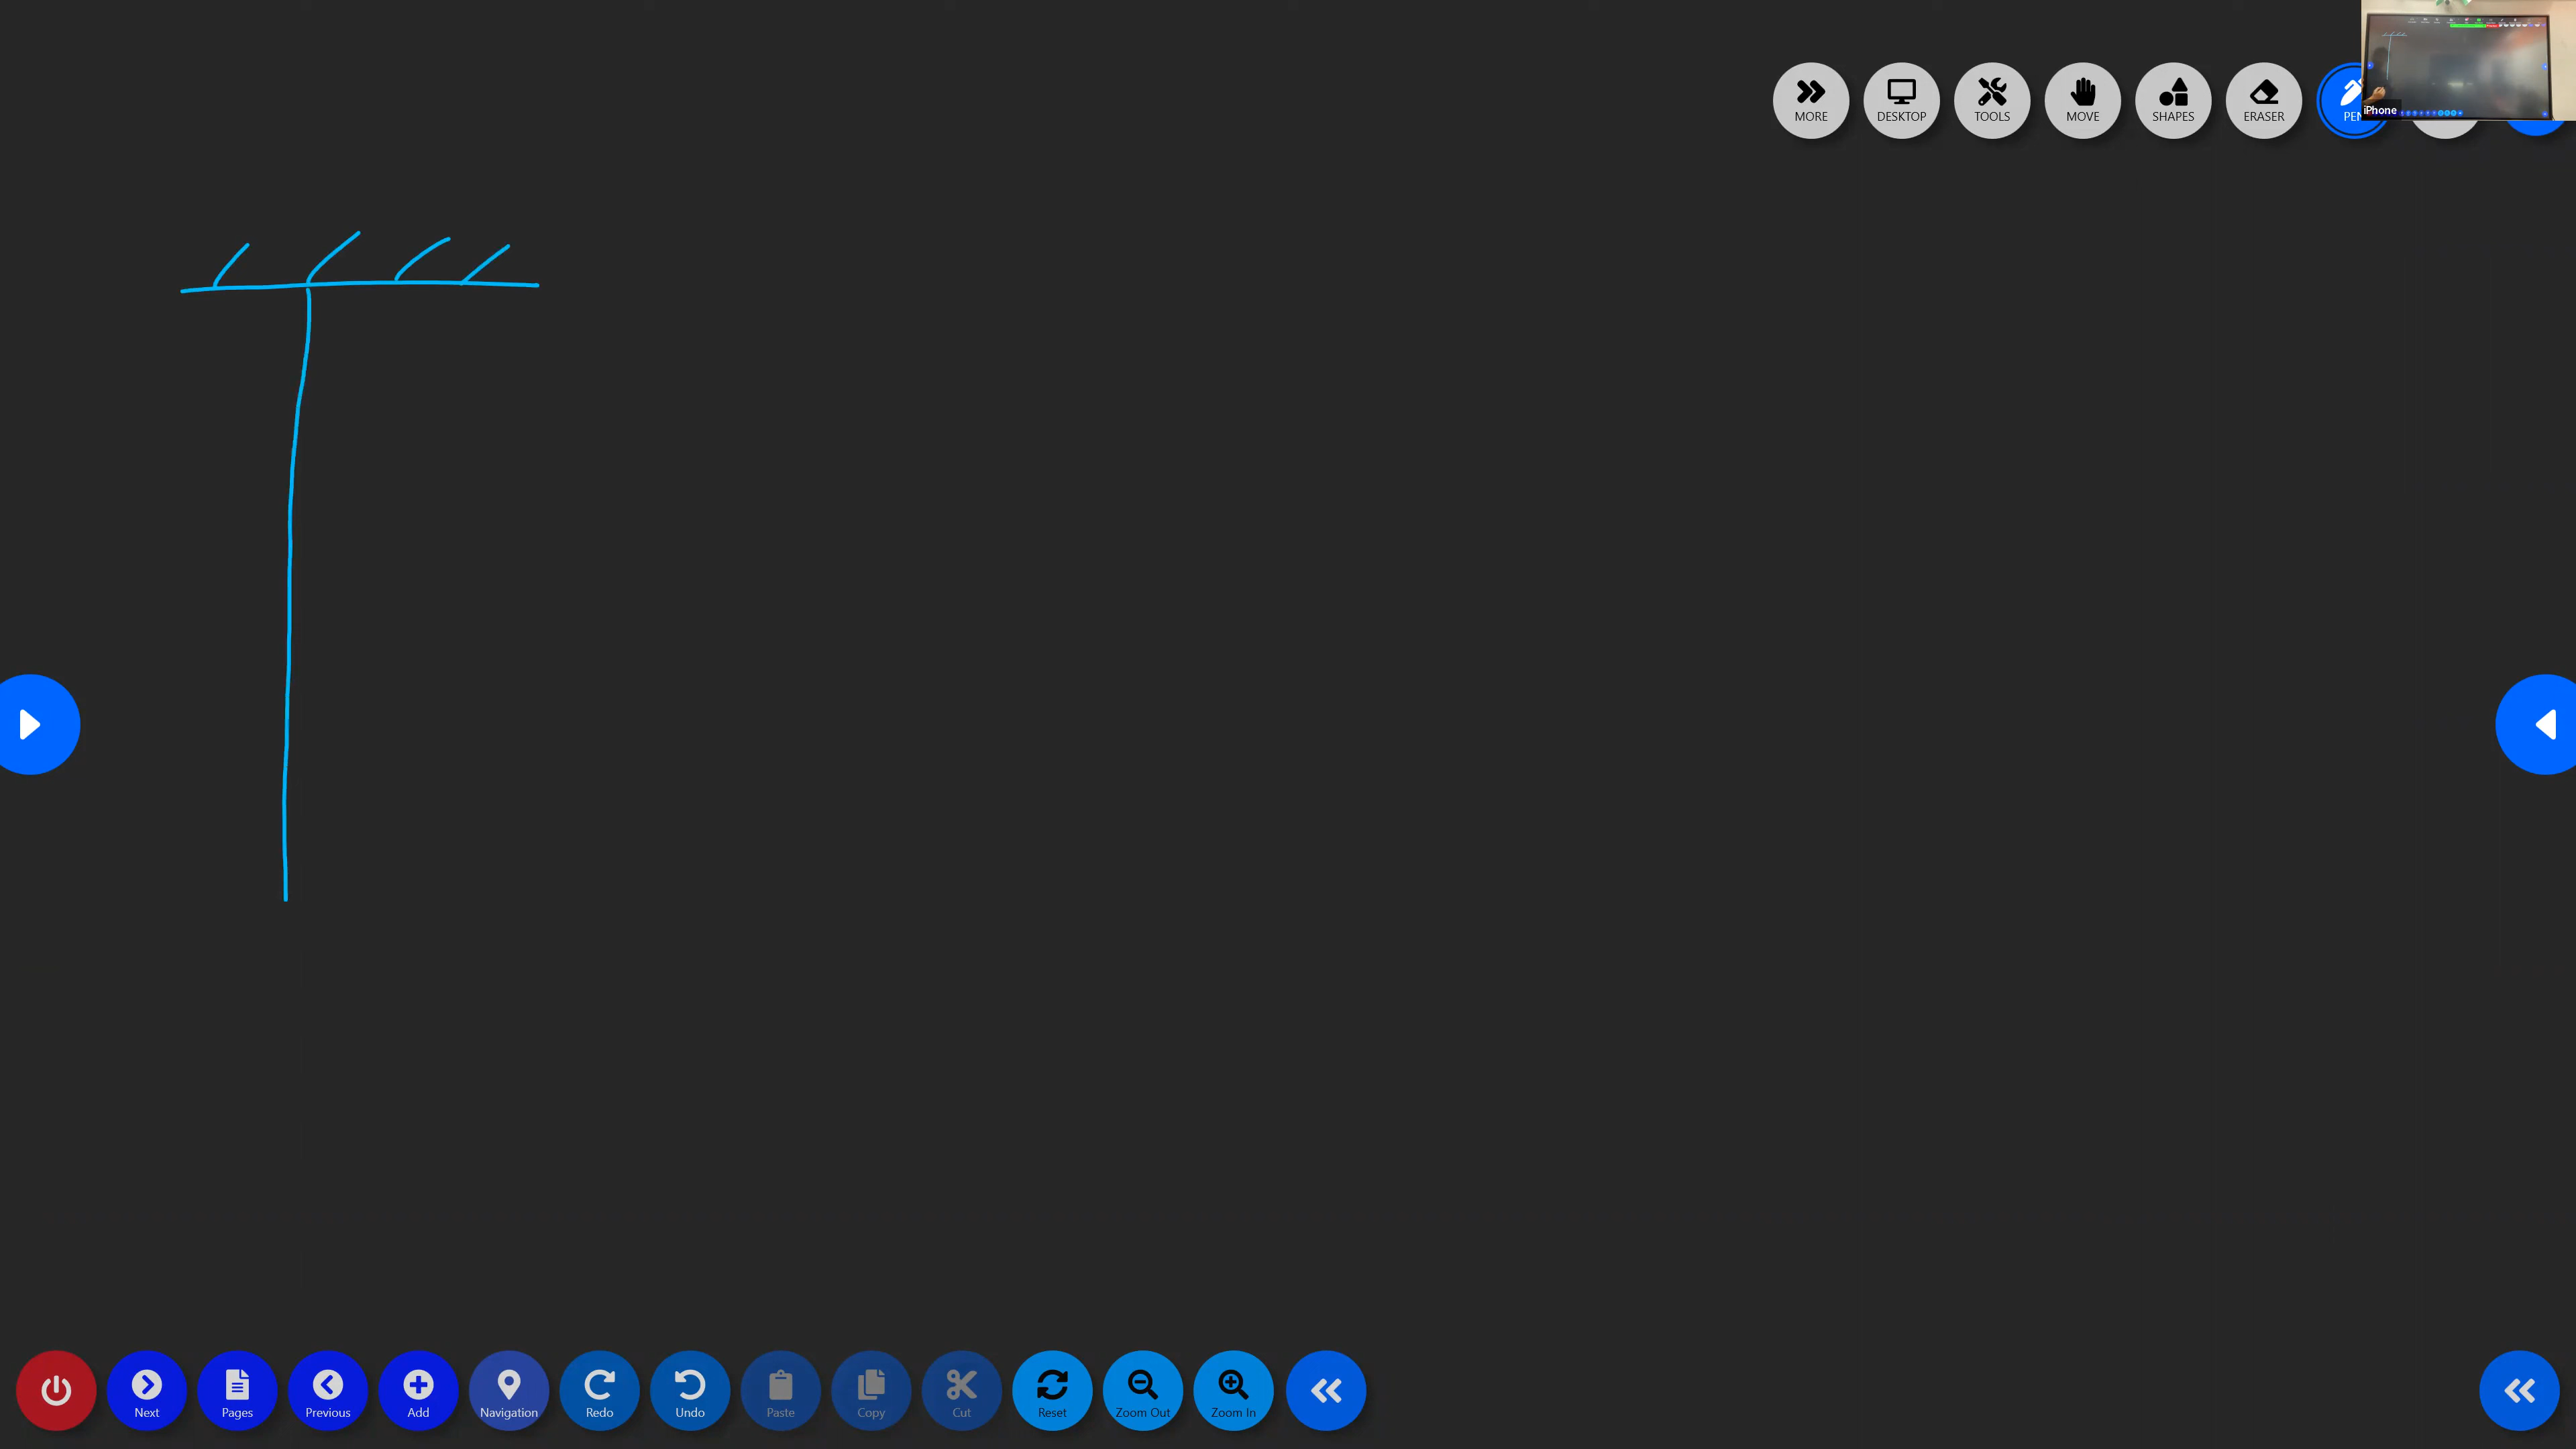 MORE DESKTOP TOOLS MOVE SHAPES ERASER PEN
iPhone
Next Pages Previous Add Navigation Redo Undo Paste Copy Cut Reset Zoom Out Zoom In